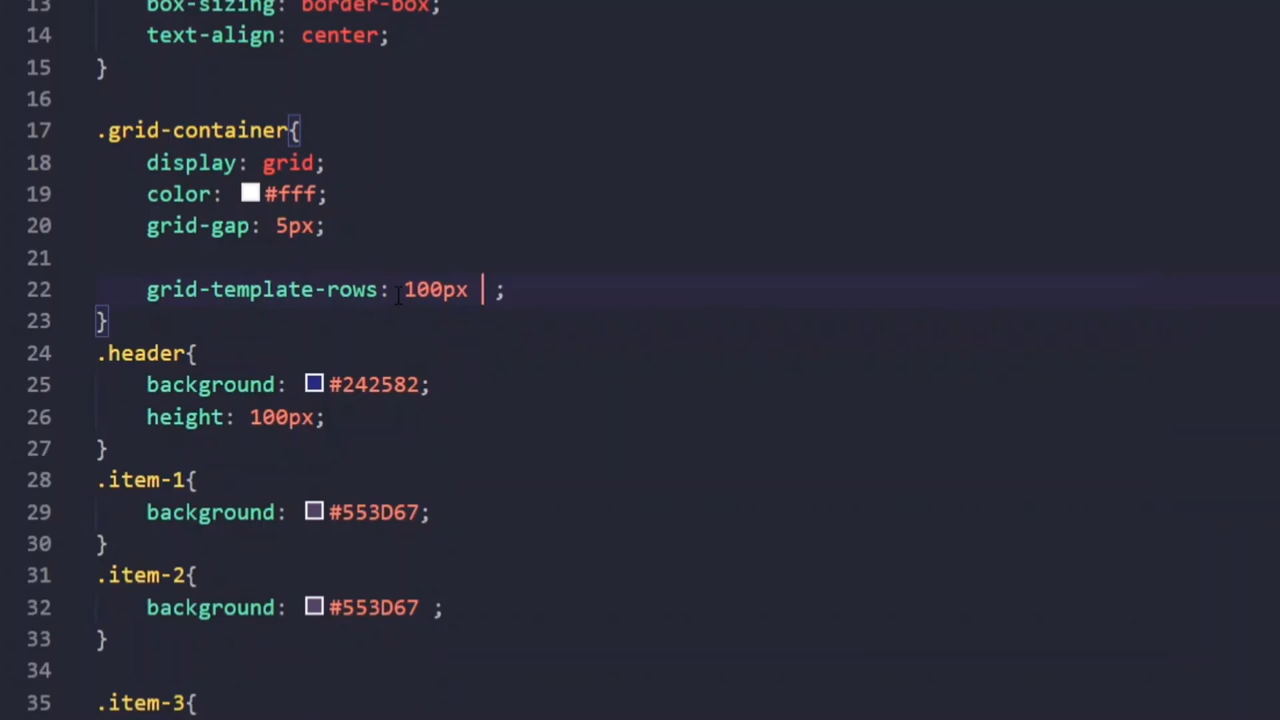 13 box-sizing: border-box;
14 text-align: center;
15 }
16
17 .grid-container{
18 display: grid;
19 color: #fff;
20 grid-gap: 5px;
21
22 grid-template-rows: 100px ;
23 }
24 .header{
25 background: #242582;
26 height: 100px;
27 }
28 .item-1{
29 background: #553D67;
30 }
31 .item-2{
32 background: #553D67 ;
33 }
34
35 .item-3{